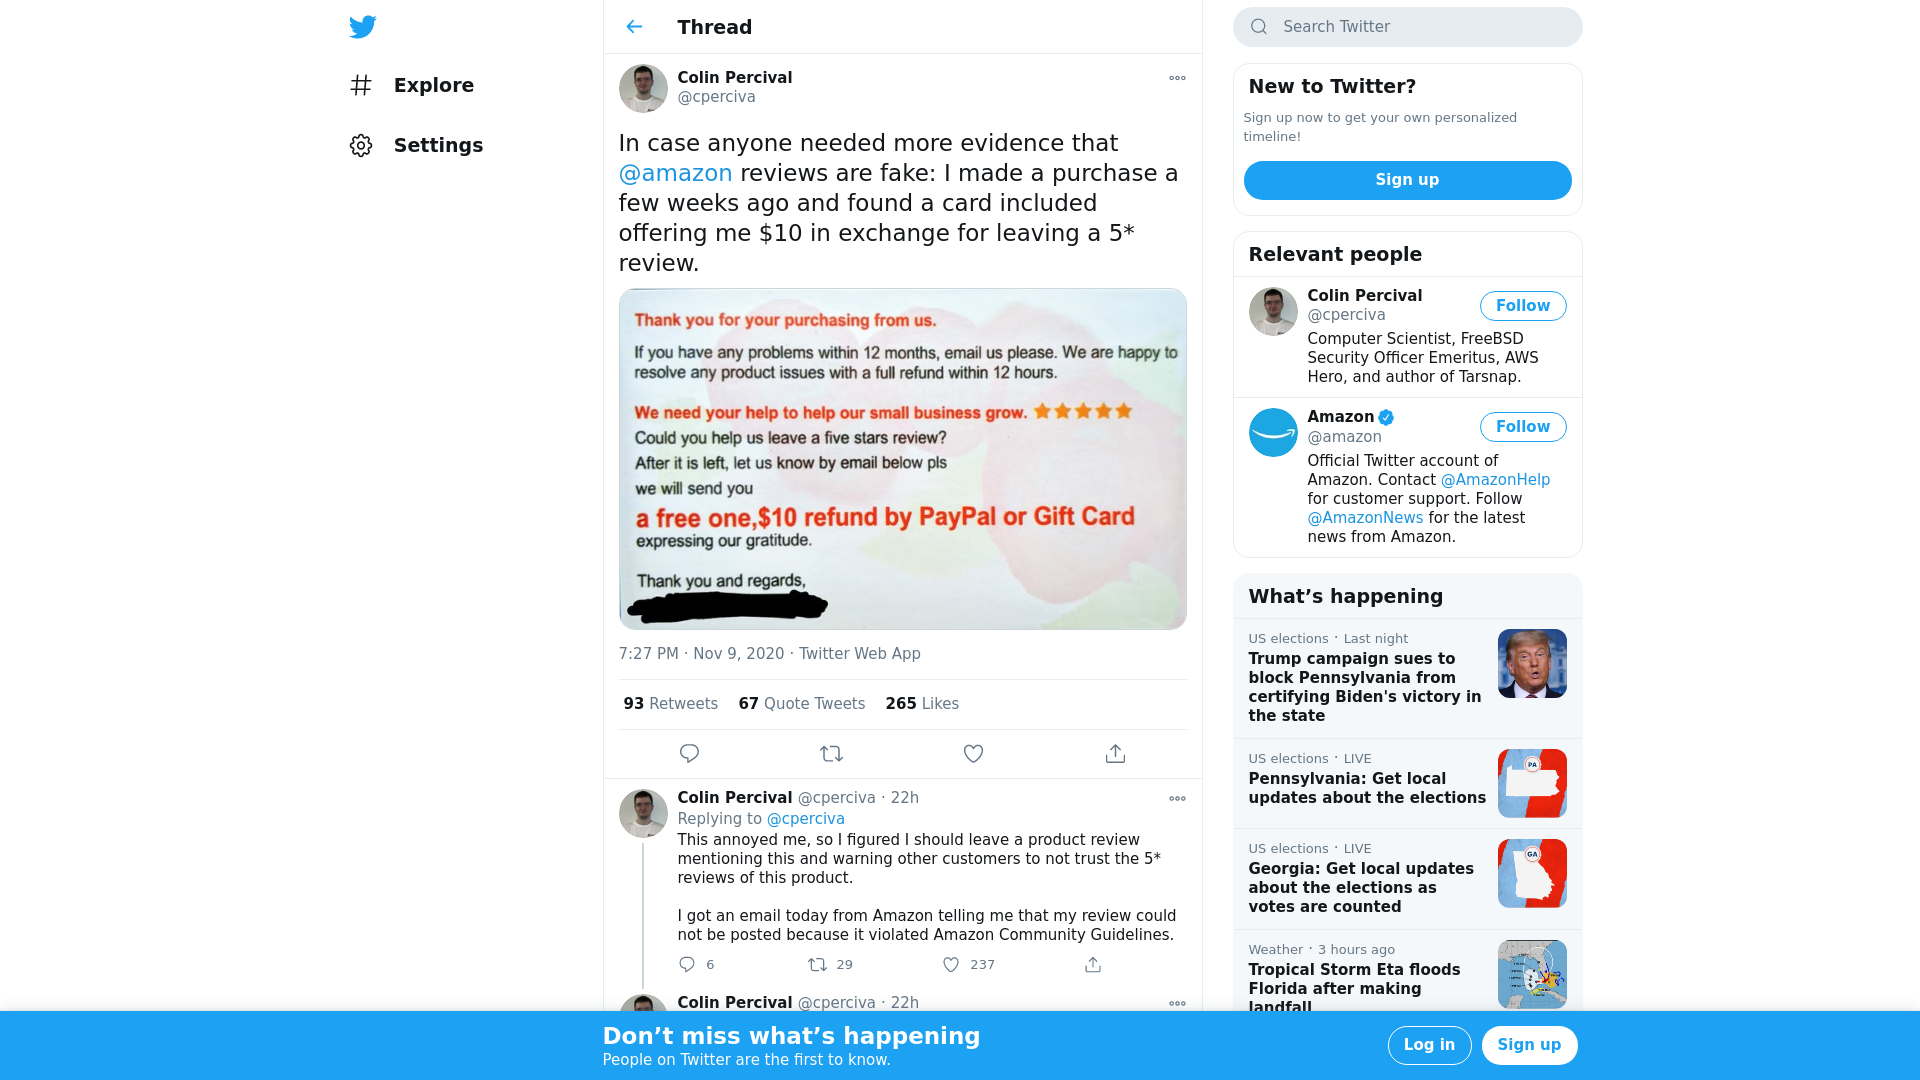 Explore
Settings
Thread
Colin Percival
@cperciva
In case anyone needed more evidence that
@amazon reviews are fake: I made a purchase a
few weeks ago and found a card included
offering me $10 in exchange for leaving a 5*
review.
Thank you for your purchasing from us.
If you have any problems within 12 months, email us please. We are happy to
resolve any product issues with a full refund within 12 hours.
We need your help to help our small business grow. ★★★★★
Could you help us leave a five stars review?
After it is left, let us know by email below pls
we will send you
a free one,$10 refund by PayPal or Gift Card
expressing our gratitude.
Thank you and regards,
7:27 PM · Nov 9, 2020 · Twitter Web App
93 Retweets 67 Quote Tweets 265 Likes
Colin Percival @cperciva · 22h
Replying to @cperciva
This annoyed me, so I figured I should leave a product review
mentioning this and warning other customers to not trust the 5*
reviews of this product.
I got an email today from Amazon telling me that my review could
not be posted because it violated Amazon Community Guidelines.
6 29 237
Colin Percival @cperciva · 22h
Search Twitter
New to Twitter?
Sign up now to get your own personalized
timeline!
Sign up
Relevant people
Colin Percival
@cperciva
Follow
Computer Scientist, FreeBSD
Security Officer Emeritus, AWS
Hero, and author of Tarsnap.
Amazon
@amazon
Follow
Official Twitter account of
Amazon. Contact @AmazonHelp
for customer support. Follow
@AmazonNews for the latest
news from Amazon.
What’s happening
US elections · Last night
Trump campaign sues to
block Pennsylvania from
certifying Biden's victory in
the state
US elections · LIVE
Pennsylvania: Get local
updates about the elections
PA
US elections · LIVE
Georgia: Get local updates
about the elections as
votes are counted
GA
Weather · 3 hours ago
Tropical Storm Eta floods
Florida after making
landfall
Don’t miss what’s happening
People on Twitter are the first to know.
Log in
Sign up